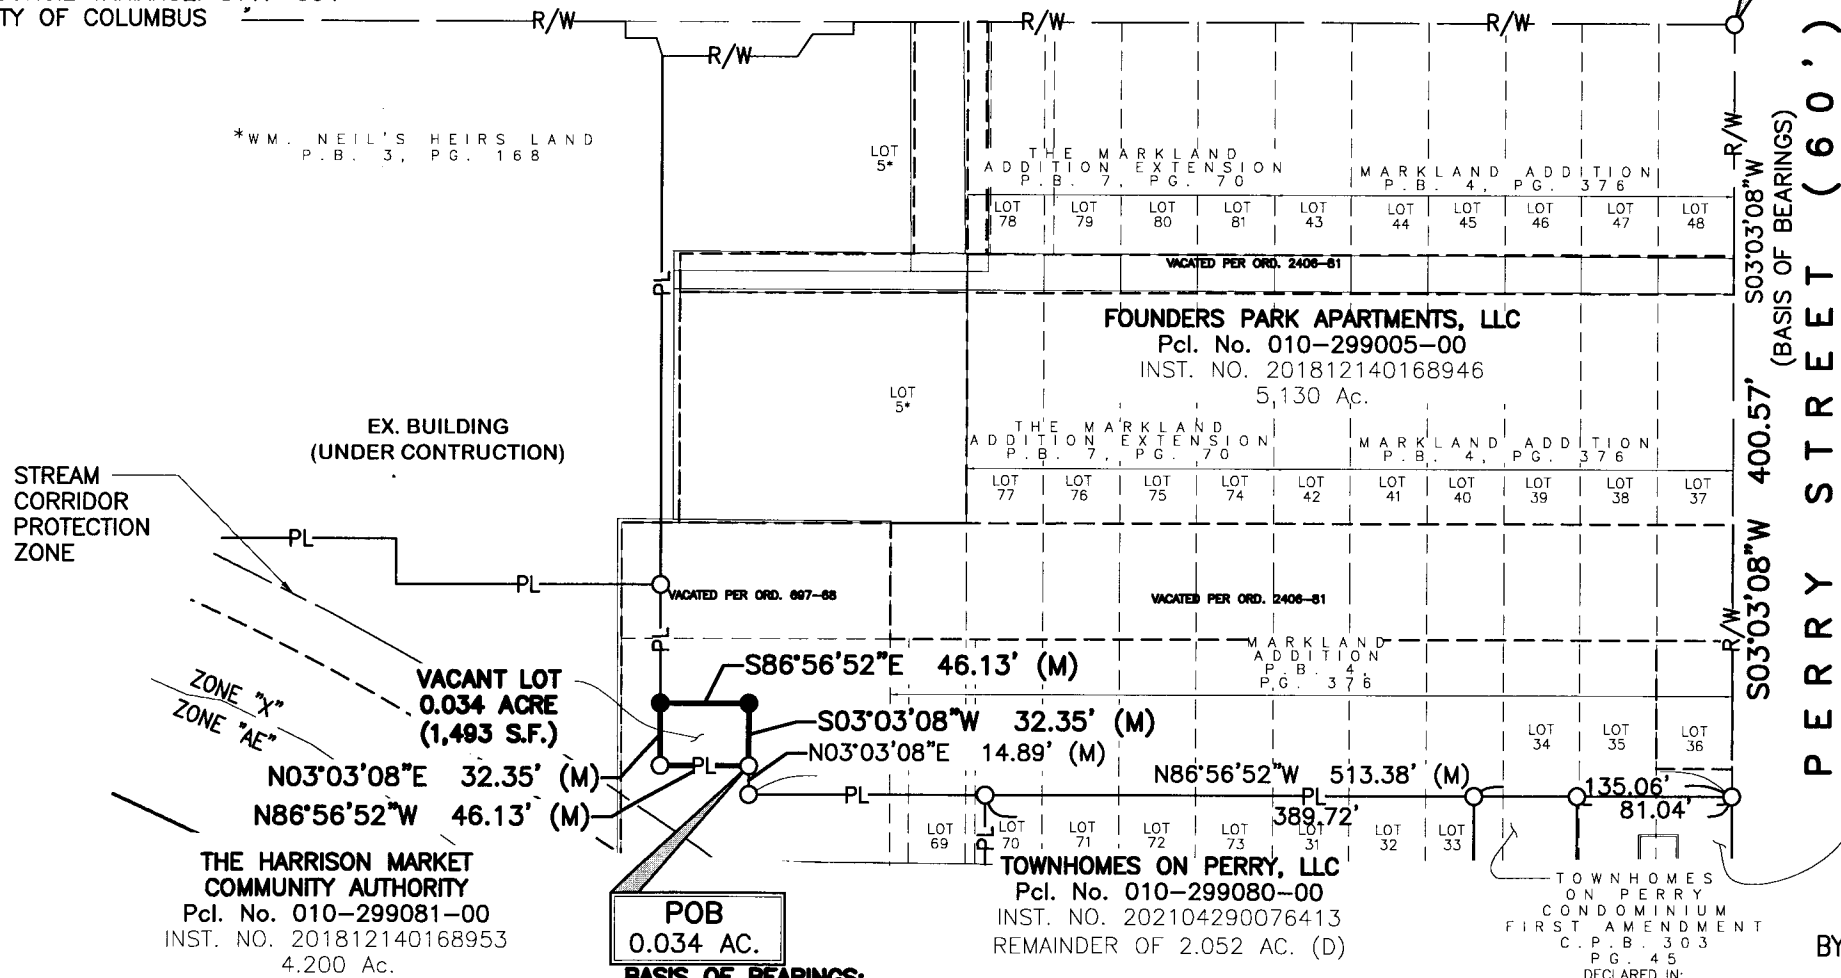 TY OF COLUMBUS
R/W
R/W
R/W
R/W
*WM. NEIL'S HEIRS LAND
P.B. 3, PG. 168
LOT
5*
THE MARKLAND
ADDITION EXTENSION
P.B. 7, PG. 70
MARKLAND ADDITION
P.B. 4, PG. 376
LOT
78
LOT
79
LOT
80
LOT
81
LOT
43
LOT
44
LOT
45
LOT
46
LOT
47
LOT
48
R/W
S03°03'08"W
(BASIS OF BEARINGS)
PERRY STREET (60')
PL
VACATED PER ORD. 2406-81
FOUNDERS PARK APARTMENTS, LLC
Pcl. No. 010-299005-00
INST. NO. 201812140168946
5.130 Ac.
LOT
5*
THE MARKLAND
ADDITION EXTENSION
P.B. 7, PG. 70
MARKLAND ADDITION
P.B. 4, PG. 376
LOT
77
LOT
76
LOT
75
LOT
74
LOT
42
LOT
41
LOT
40
LOT
39
LOT
38
LOT
37
S03°03'08"W 400.57'
R/W
EX. BUILDING
(UNDER CONTRUCTION)
STREAM
CORRIDOR
PROTECTION
ZONE
PL
PL
VACATED PER ORD. 697-68
VACATED PER ORD. 2406-81
PL
MARKLAND
ADDITION
P.B. 4,
PG. 376
S86°56'52"E 46.13' (M)
VACANT LOT
0.034 ACRE
(1,493 S.F.)
ZONE "X"
ZONE "AE"
S03°03'08"W 32.35' (M)
N03°03'08"E 14.89' (M)
LOT
34
LOT
35
LOT
36
N03°03'08"E 32.35' (M)
PL
N86°56'52"W 513.38' (M)
N86°56'52"W 46.13' (M)
PL
PL
389.72'
135.06'
81.04'
LOT
69
PL
LOT
70
LOT
71
LOT
72
LOT
73
LOT
31
LOT
32
LOT
33
THE HARRISON MARKET
COMMUNITY AUTHORITY
Pcl. No. 010-299081-00
INST. NO. 201812140168953
4.200 Ac.
POB
0.034 AC.
BASIS OF BEARINGS:
TOWNHOMES ON PERRY, LLC
Pcl. No. 010-299080-00
INST. NO. 202104290076413
REMAINDER OF 2.052 AC. (D)
TOWNHOMES
ON PERRY
CONDOMINIUM
FIRST AMENDMENT
C.P.B. 303
PG. 45
DECLARED IN:
BY